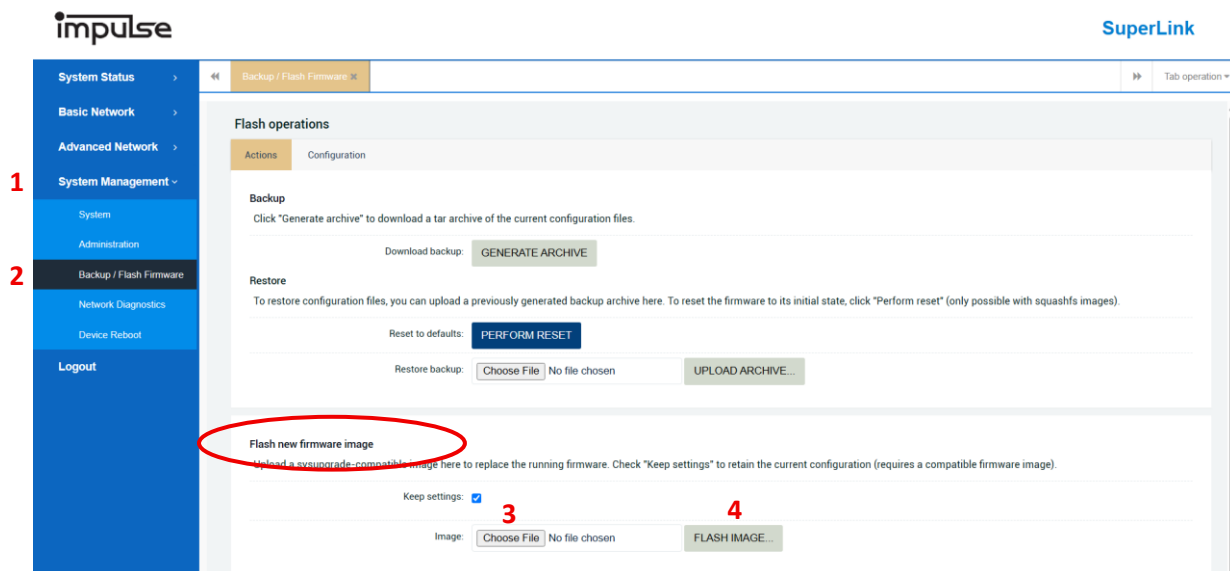 impulse
SuperLink
System Status
Backup / Flash Firmware
Tab operation
Basic Network
Flash operations
Advanced Network
Actions Configuration
1 System Management
Backup
System
Click "Generate archive" to download a tar archive of the current configuration files.
Administration
Download backup: GENERATE ARCHIVE
2 Backup / Flash Firmware
Restore
Network Diagnostics
To restore configuration files, you can upload a previously generated backup archive here. To reset the firmware to its initial state, click "Perform reset" (only possible with squashfs images).
Device Reboot
Reset to defaults: PERFORM RESET
Logout
Restore backup: Choose File No file chosen UPLOAD ARCHIVE...
Flash new firmware image
Upload a sysupgrade-compatible image here to replace the running firmware. Check "Keep settings" to retain the current configuration (requires a compatible firmware image).
Keep settings:
3 4
Image: Choose File No file chosen FLASH IMAGE...